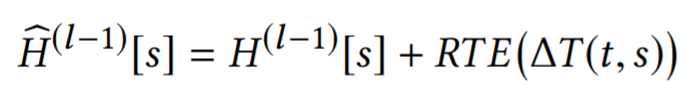 Ĥ^(l−1)[s] = H^(l−1)[s] + RTE(ΔT(t, s))